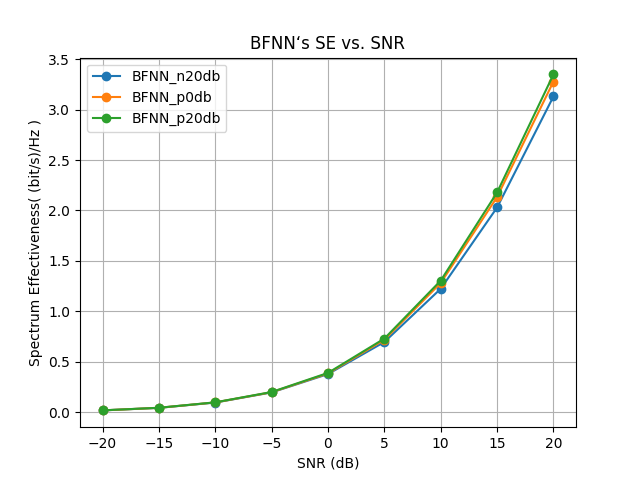 BFNN‘s SE vs. SNR
BFNN_n20db
BFNN_p0db
BFNN_p20db
Spectrum Effectiveness( (bit/s)/Hz )
3.5
3.0
2.5
2.0
1.5
1.0
0.5
0.0
−20 −15 −10 −5 0 5 10 15 20
SNR (dB)